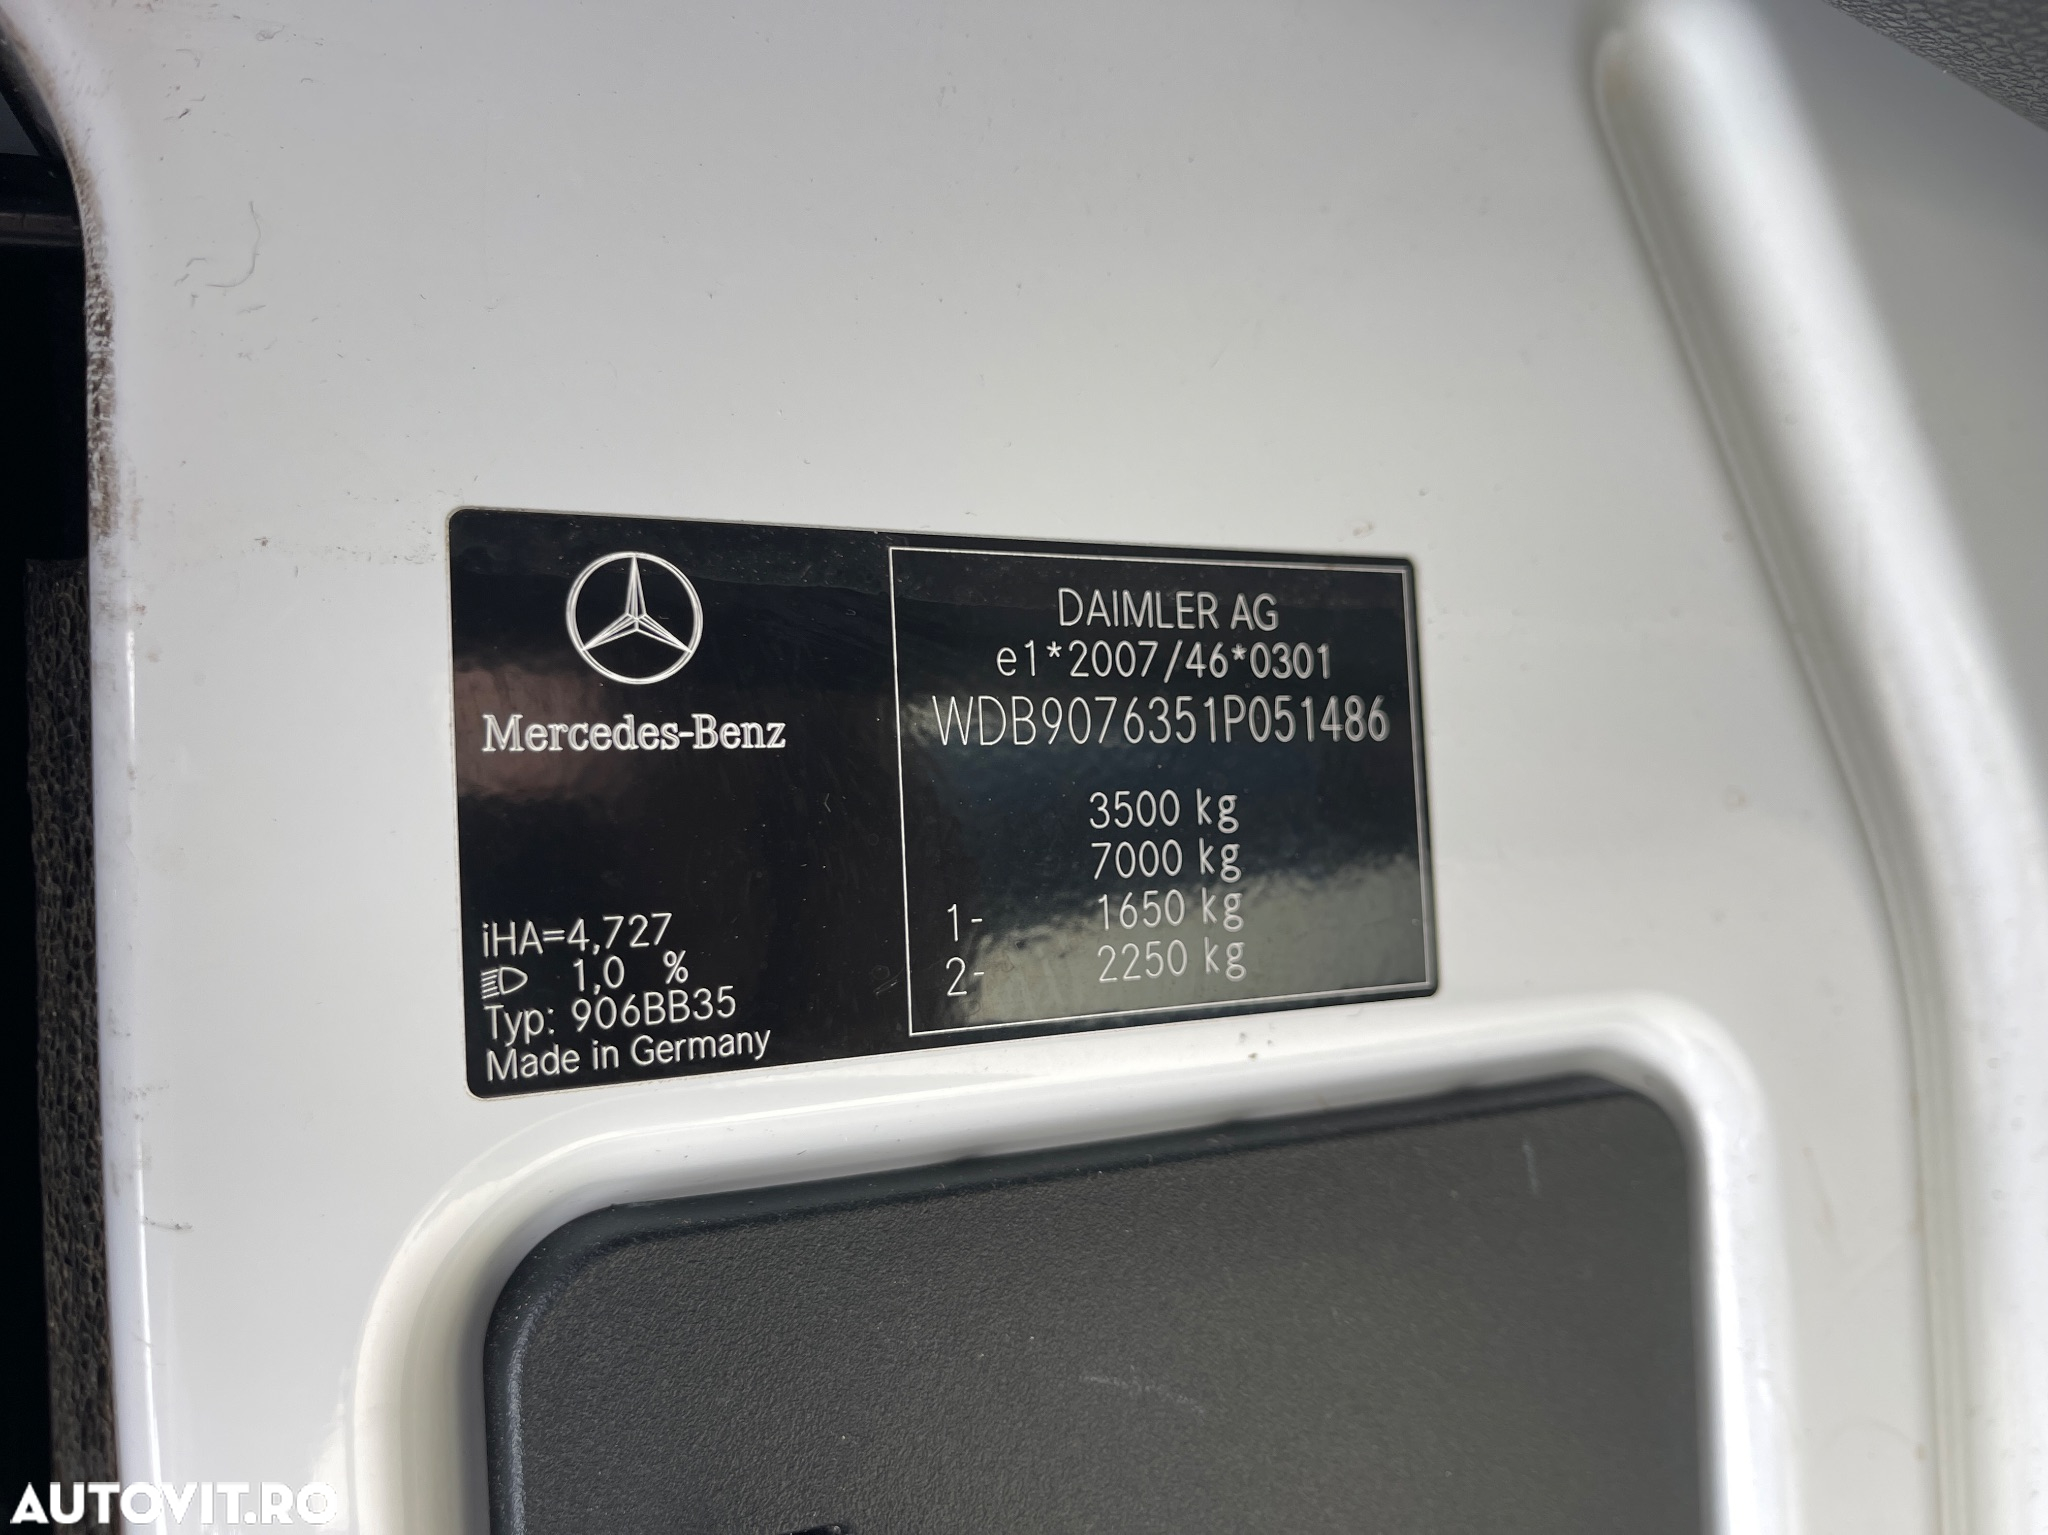 Mercedes-Benz
iHA=4,727
1,0 %
Typ: 906BB35
Made in Germany
DAIMLER AG
e1*2007/46*0301
WDB9076351P051486
3500 kg
7000 kg
1- 1650 kg
2- 2250 kg
AUTOVIT.RO